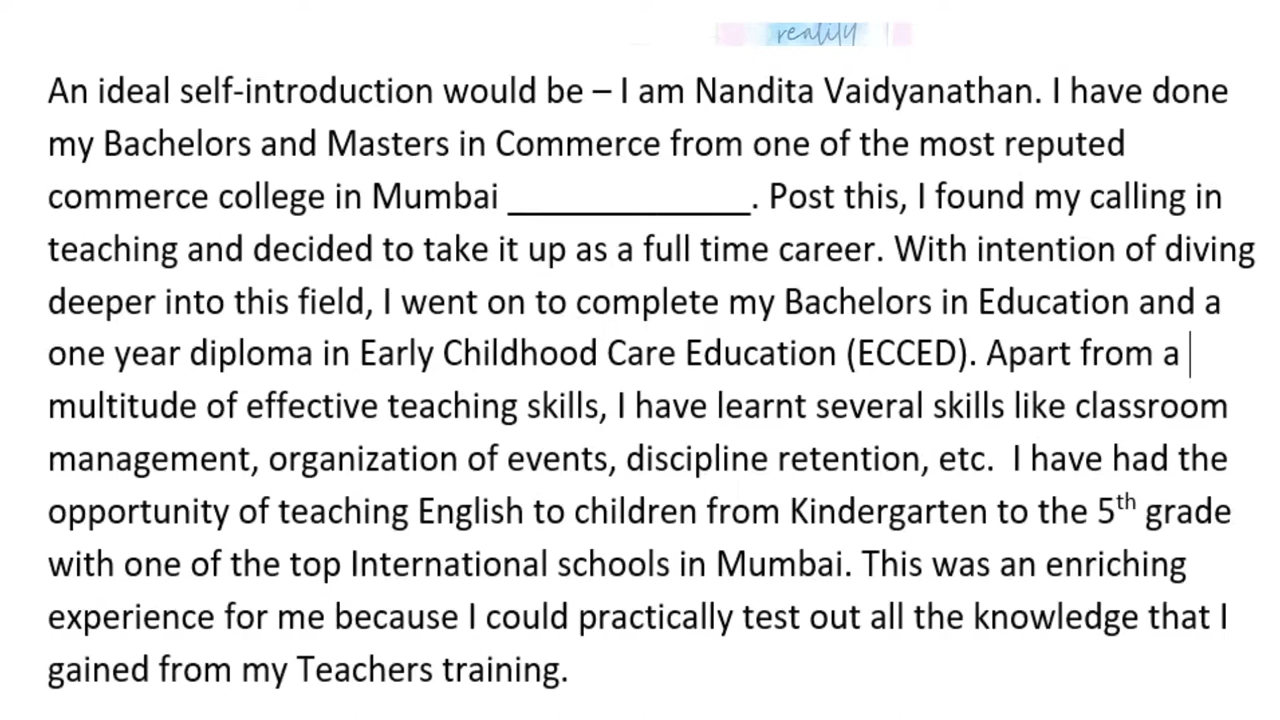 reality
An ideal self-introduction would be – I am Nandita Vaidyanathan. I have done
my Bachelors and Masters in Commerce from one of the most reputed
commerce college in Mumbai _____________. Post this, I found my calling in
teaching and decided to take it up as a full time career. With intention of diving
deeper into this field, I went on to complete my Bachelors in Education and a
one year diploma in Early Childhood Care Education (ECCED). Apart from a
multitude of effective teaching skills, I have learnt several skills like classroom
management, organization of events, discipline retention, etc.  I have had the
opportunity of teaching English to children from Kindergarten to the 5th grade
with one of the top International schools in Mumbai. This was an enriching
experience for me because I could practically test out all the knowledge that I
gained from my Teachers training.